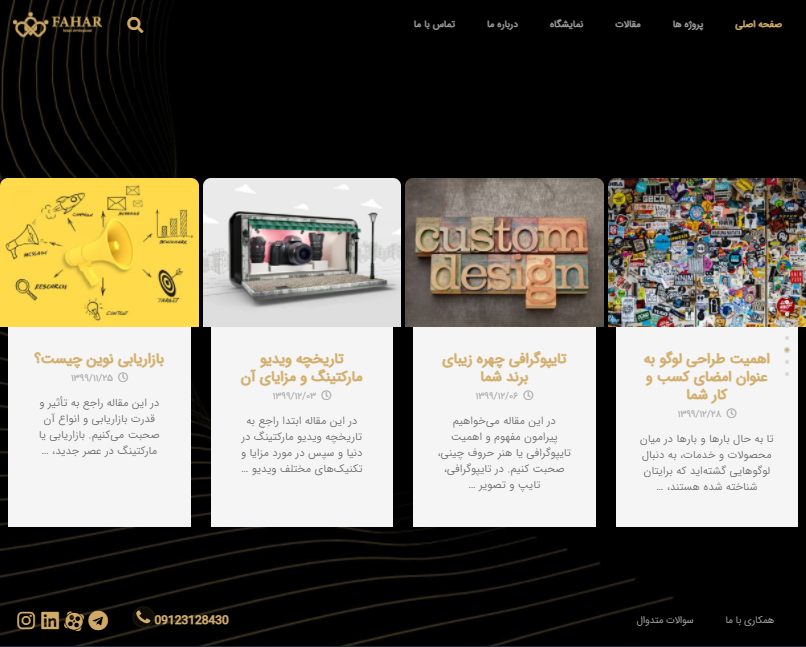 صفحه اصلی
پروژه ها
مقالات
نمایشگاه
درباره ما
تماس با ما
FAHAR
custom
design
CAMPAIGN
MESSAGE
RESEARCH
TARGET
CONTENT
اهمیت طراحی لوگو به
عنوان امضای کسب و
کار شما
۱۳۹۹/۱۲/۲۸
تا به حال بارها و بارها در میان
محصولات و خدمات، به دنبال
لوگوهایی گشته‌اید که برایتان
شناخته شده هستند، ...
تایپوگرافی چهره زیبای
برند شما
۱۳۹۹/۱۲/۰۶
در این مقاله می‌خواهیم
پیرامون مفهوم و اهمیت
تایپوگرافی یا هنر حروف چینی،
صحبت کنیم. در تایپوگرافی،
تایپ و تصویر ...
تاریخچه ویدیو
مارکتینگ و مزایای آن
۱۳۹۹/۱۲/۰۳
در این مقاله ابتدا راجع به
تاریخچه ویدیو مارکتینگ در
دنیا و سپس در مورد مزایا و
تکنیک‌های مختلف ویدیو ...
بازاریابی نوین چیست؟
۱۳۹۹/۱۱/۲۵
در این مقاله راجع به تأثیر و
قدرت بازاریابی و انواع آن
صحبت می‌کنیم. بازاریابی یا
مارکتینگ در عصر جدید، ...
همکاری با ما
سوالات متدوال
09123128430